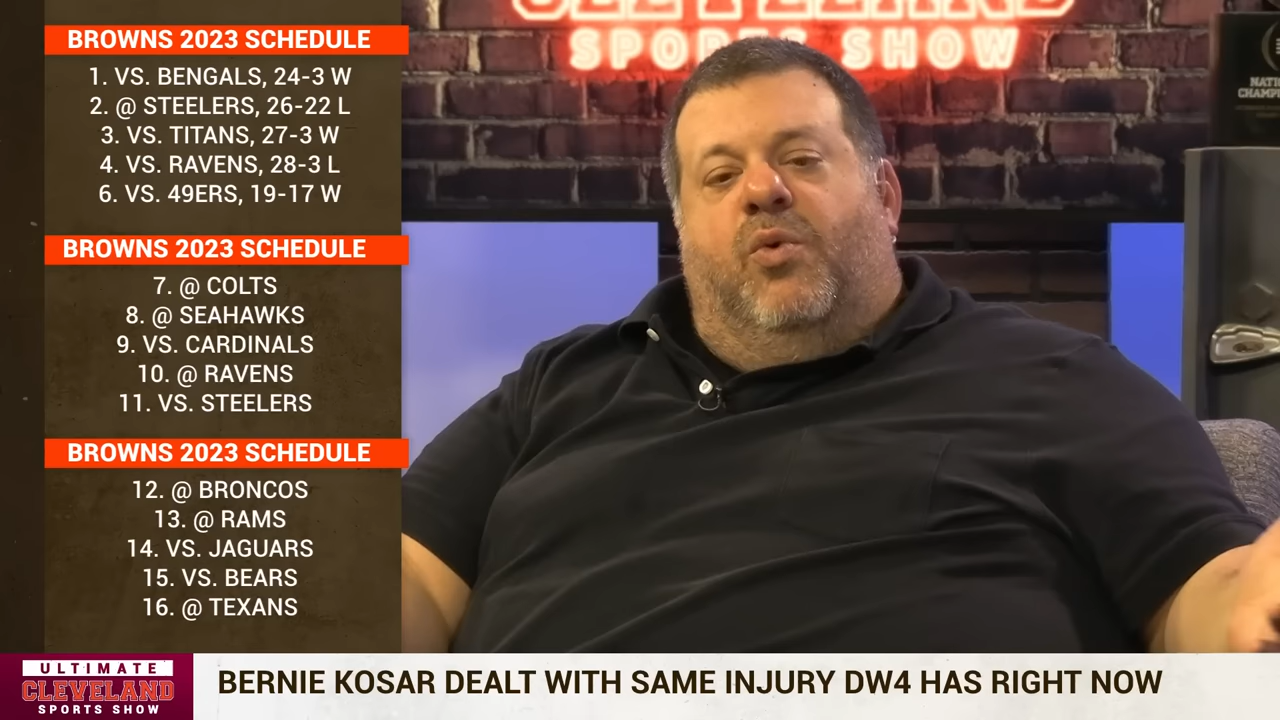 BROWNS 2023 SCHEDULE
1. VS. BENGALS, 24-3 W
2. @ STEELERS, 26-22 L
3. VS. TITANS, 27-3 W
4. VS. RAVENS, 28-3 L
6. VS. 49ERS, 19-17 W
BROWNS 2023 SCHEDULE
7. @ COLTS
8. @ SEAHAWKS
9. VS. CARDINALS
10. @ RAVENS
11. VS. STEELERS
BROWNS 2023 SCHEDULE
12. @ BRONCOS
13. @ RAMS
14. VS. JAGUARS
15. VS. BEARS
16. @ TEXANS
CLEVELAND
SPORTS SHOW
ULTIMATE
CLEVELAND
SPORTS SHOW
BERNIE KOSAR DEALT WITH SAME INJURY DW4 HAS RIGHT NOW